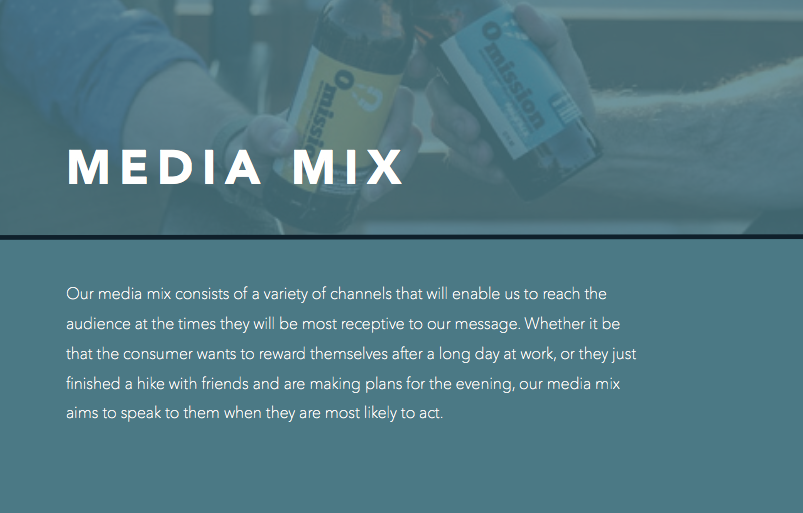 Omission
Omission
MEDIA MIX
Our media mix consists of a variety of channels that will enable us to reach the
audience at the times they will be most receptive to our message. Whether it be
that the consumer wants to reward themselves after a long day at work, or they just
finished a hike with friends and are making plans for the evening, our media mix
aims to speak to them when they are most likely to act.